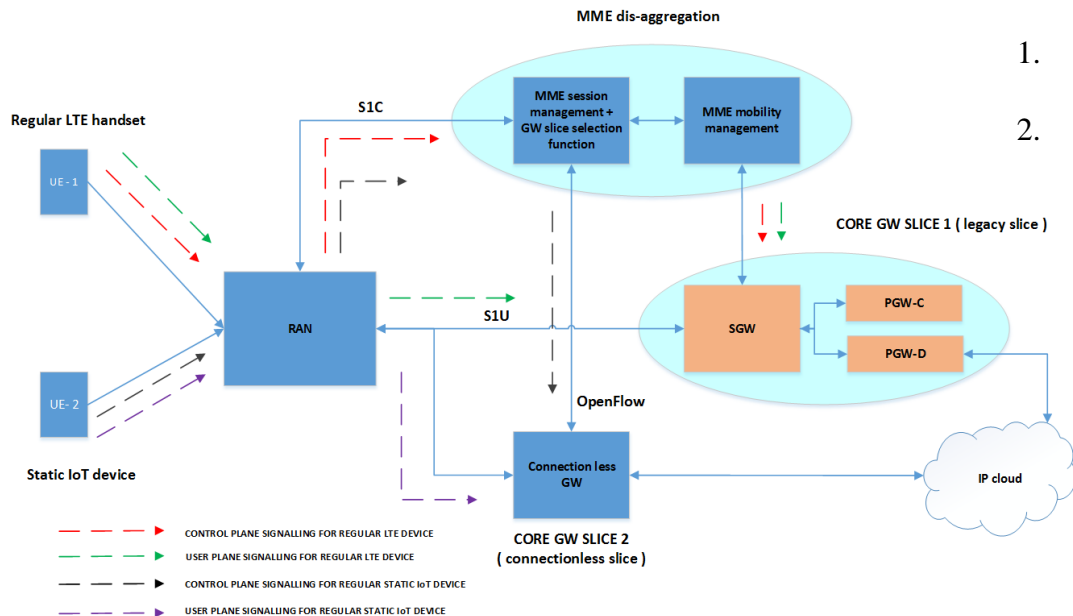 MME dis-aggregation
1.
2.
MME session
management +
GW slice selection
function
MME mobility
management
S1C
Regular LTE handset
UE - 1
CORE GW SLICE 1 ( legacy slice )
RAN
S1U
SGW
PGW-C
PGW-D
UE- 2
OpenFlow
Static IoT device
Connection less
GW
IP cloud
CORE GW SLICE 2
( connectionless slice )
CONTROL PLANE SIGNALLING FOR REGULAR LTE DEVICE
USER PLANE SIGNALLING FOR REGULAR LTE DEVICE
CONTROL PLANE SIGNALLING FOR REGULAR STATIC IoT DEVICE
USER PLANE SIGNALLING FOR REGULAR STATIC IoT DEVICE